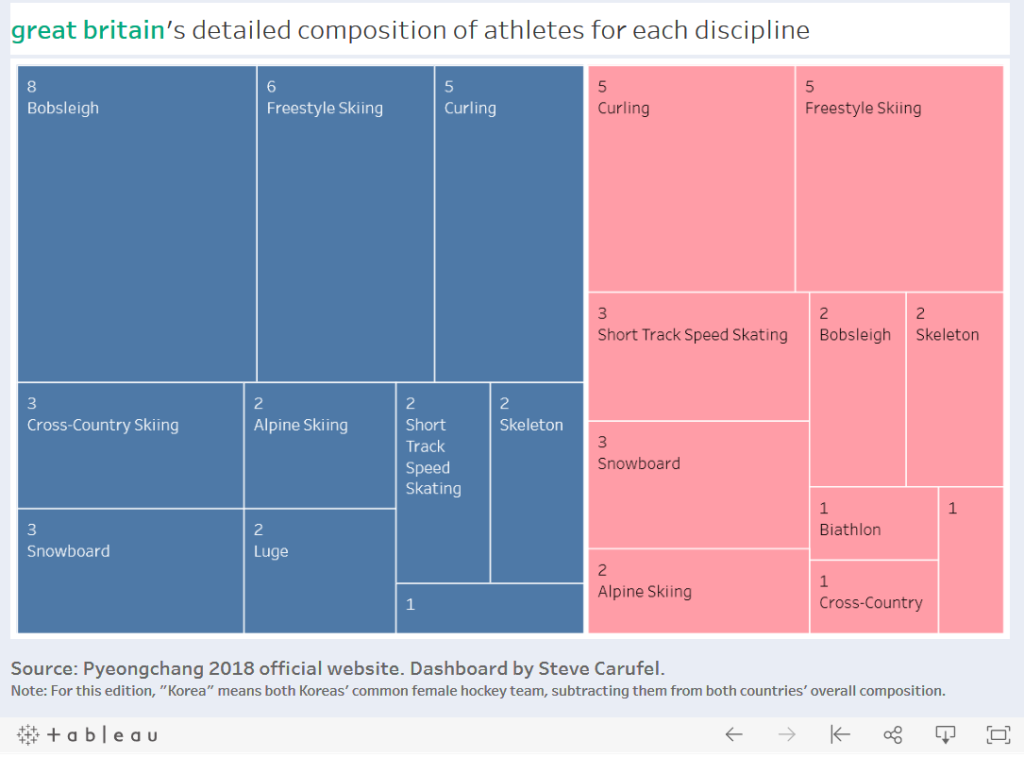 great britain's detailed composition of athletes for each discipline
8
Bobsleigh
6
Freestyle Skiing
5
Curling
3
Cross-Country Skiing
2
Alpine Skiing
2
Short
Track
Speed
Skating
2
Skeleton
3
Snowboard
2
Luge
1
5
Curling
5
Freestyle Skiing
3
Short Track Speed Skating
2
Bobsleigh
2
Skeleton
3
Snowboard
1
Biathlon
1
2
Alpine Skiing
1
Cross-Country
Source: Pyeongchang 2018 official website. Dashboard by Steve Carufel.
Note: For this edition, "Korea" means both Koreas' common female hockey team, subtracting them from both countries' overall composition.
+ a b l e a u